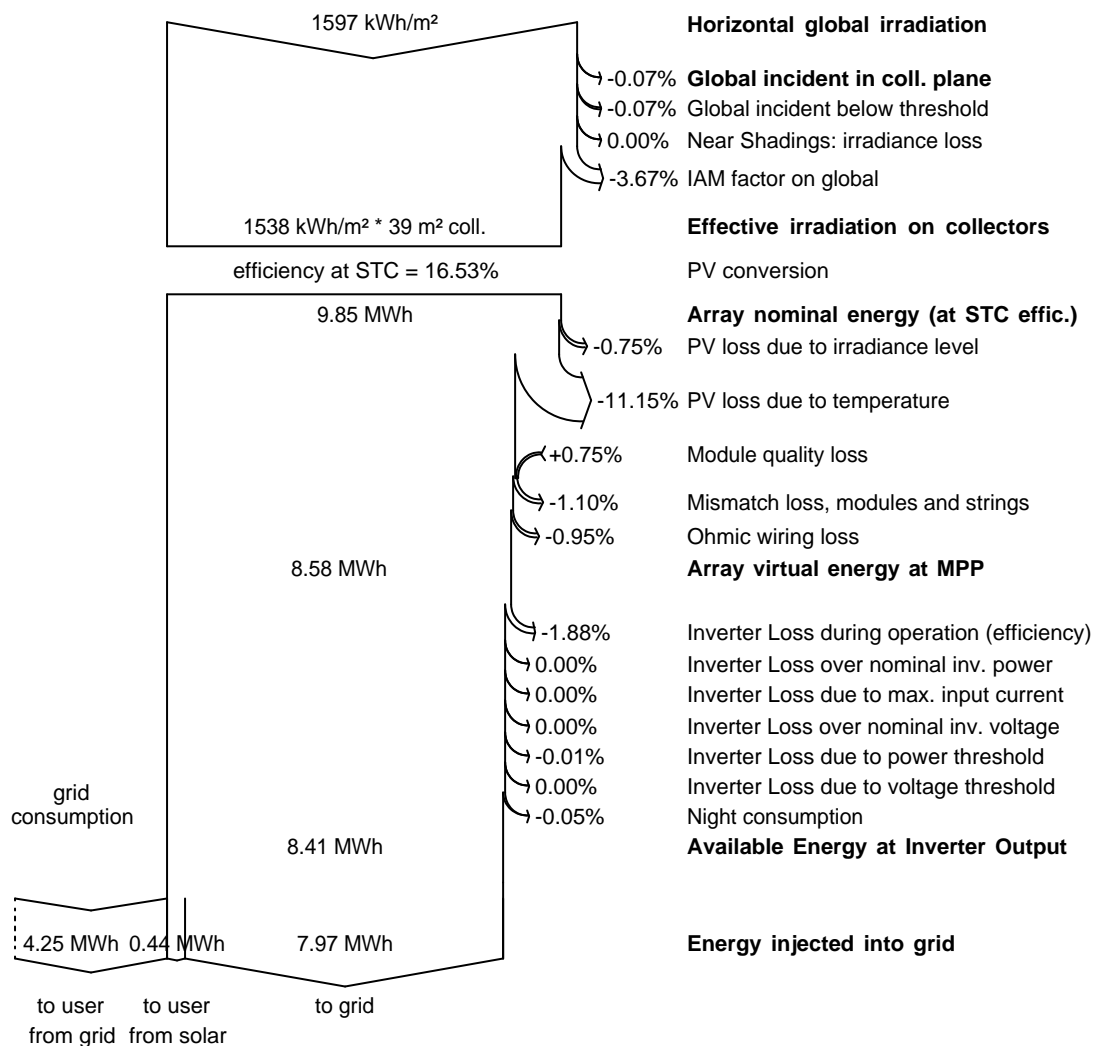 1597 kWh/m² Horizontal global irradiation
-0.07% Global incident in coll. plane
-0.07% Global incident below threshold
0.00% Near Shadings: irradiance loss
-3.67% IAM factor on global
1538 kWh/m² * 39 m² coll. Effective irradiation on collectors
efficiency at STC = 16.53% PV conversion
9.85 MWh Array nominal energy (at STC effic.)
-0.75% PV loss due to irradiance level
-11.15% PV loss due to temperature
+0.75% Module quality loss
-1.10% Mismatch loss, modules and strings
-0.95% Ohmic wiring loss
8.58 MWh Array virtual energy at MPP
-1.88% Inverter Loss during operation (efficiency)
0.00% Inverter Loss over nominal inv. power
0.00% Inverter Loss due to max. input current
0.00% Inverter Loss over nominal inv. voltage
-0.01% Inverter Loss due to power threshold
0.00% Inverter Loss due to voltage threshold
grid
consumption
-0.05% Night consumption
8.41 MWh Available Energy at Inverter Output
4.25 MWh 0.44 MWh 7.97 MWh Energy injected into grid
to user to user to grid
from grid from solar